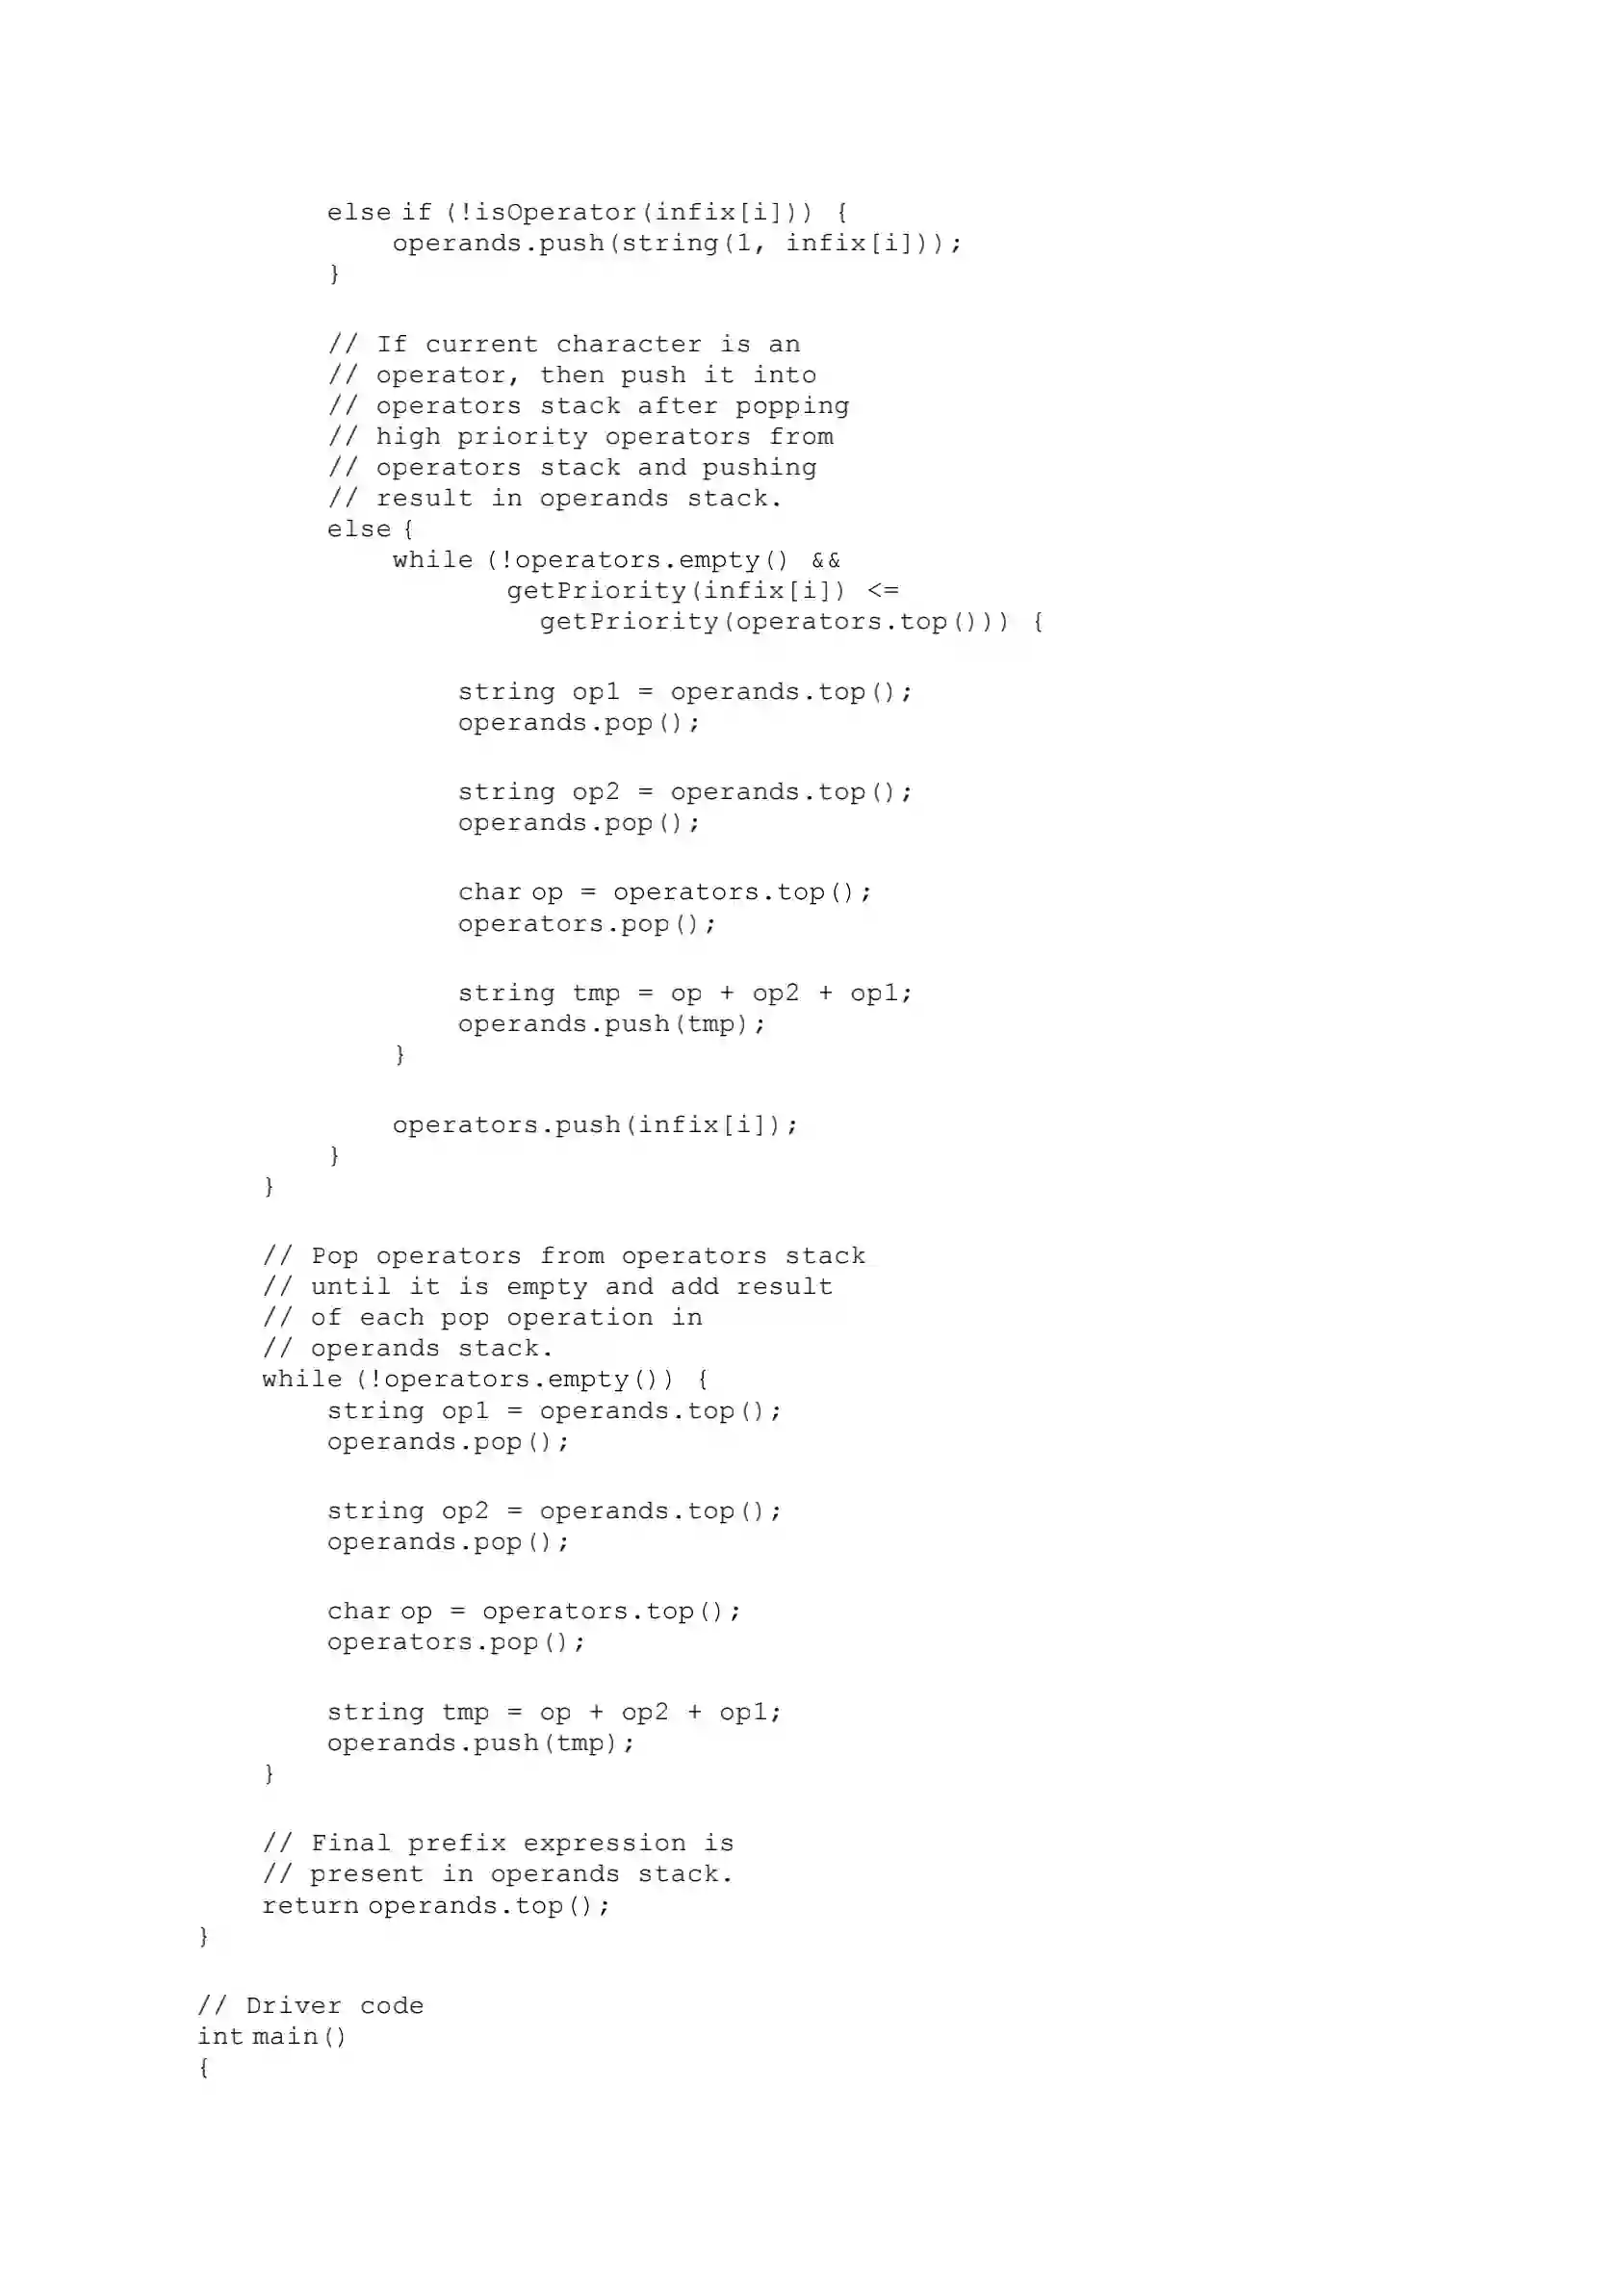 else if (!isOperator(infix[i])) {
operands.push(string(1, infix[i]));
}
// If current character is an
// operator, then push it into
// operators stack after popping
// high priority operators from
// operators stack and pushing
// result in operands stack.
else {
while (!operators.empty() &&
getPriority(infix[i]) <=
getPriority(operators.top())) {
string op1 = operands.top();
operands.pop();
string op2 = operands.top();
operands.pop();
char op = operators.top();
operators.pop();
string tmp = op + op2 + op1;
operands.push(tmp);
}
operators.push(infix[i]);
}
}
// Pop operators from operators stack
// until it is empty and add result
// of each pop operation in
// operands stack.
while (!operators.empty()) {
string op1 = operands.top();
operands.pop();
string op2 = operands.top();
operands.pop();
char op = operators.top();
operators.pop();
string tmp = op + op2 + op1;
operands.push(tmp);
}
// Final prefix expression is
// present in operands stack.
return operands.top();
}
// Driver code
int main()
{